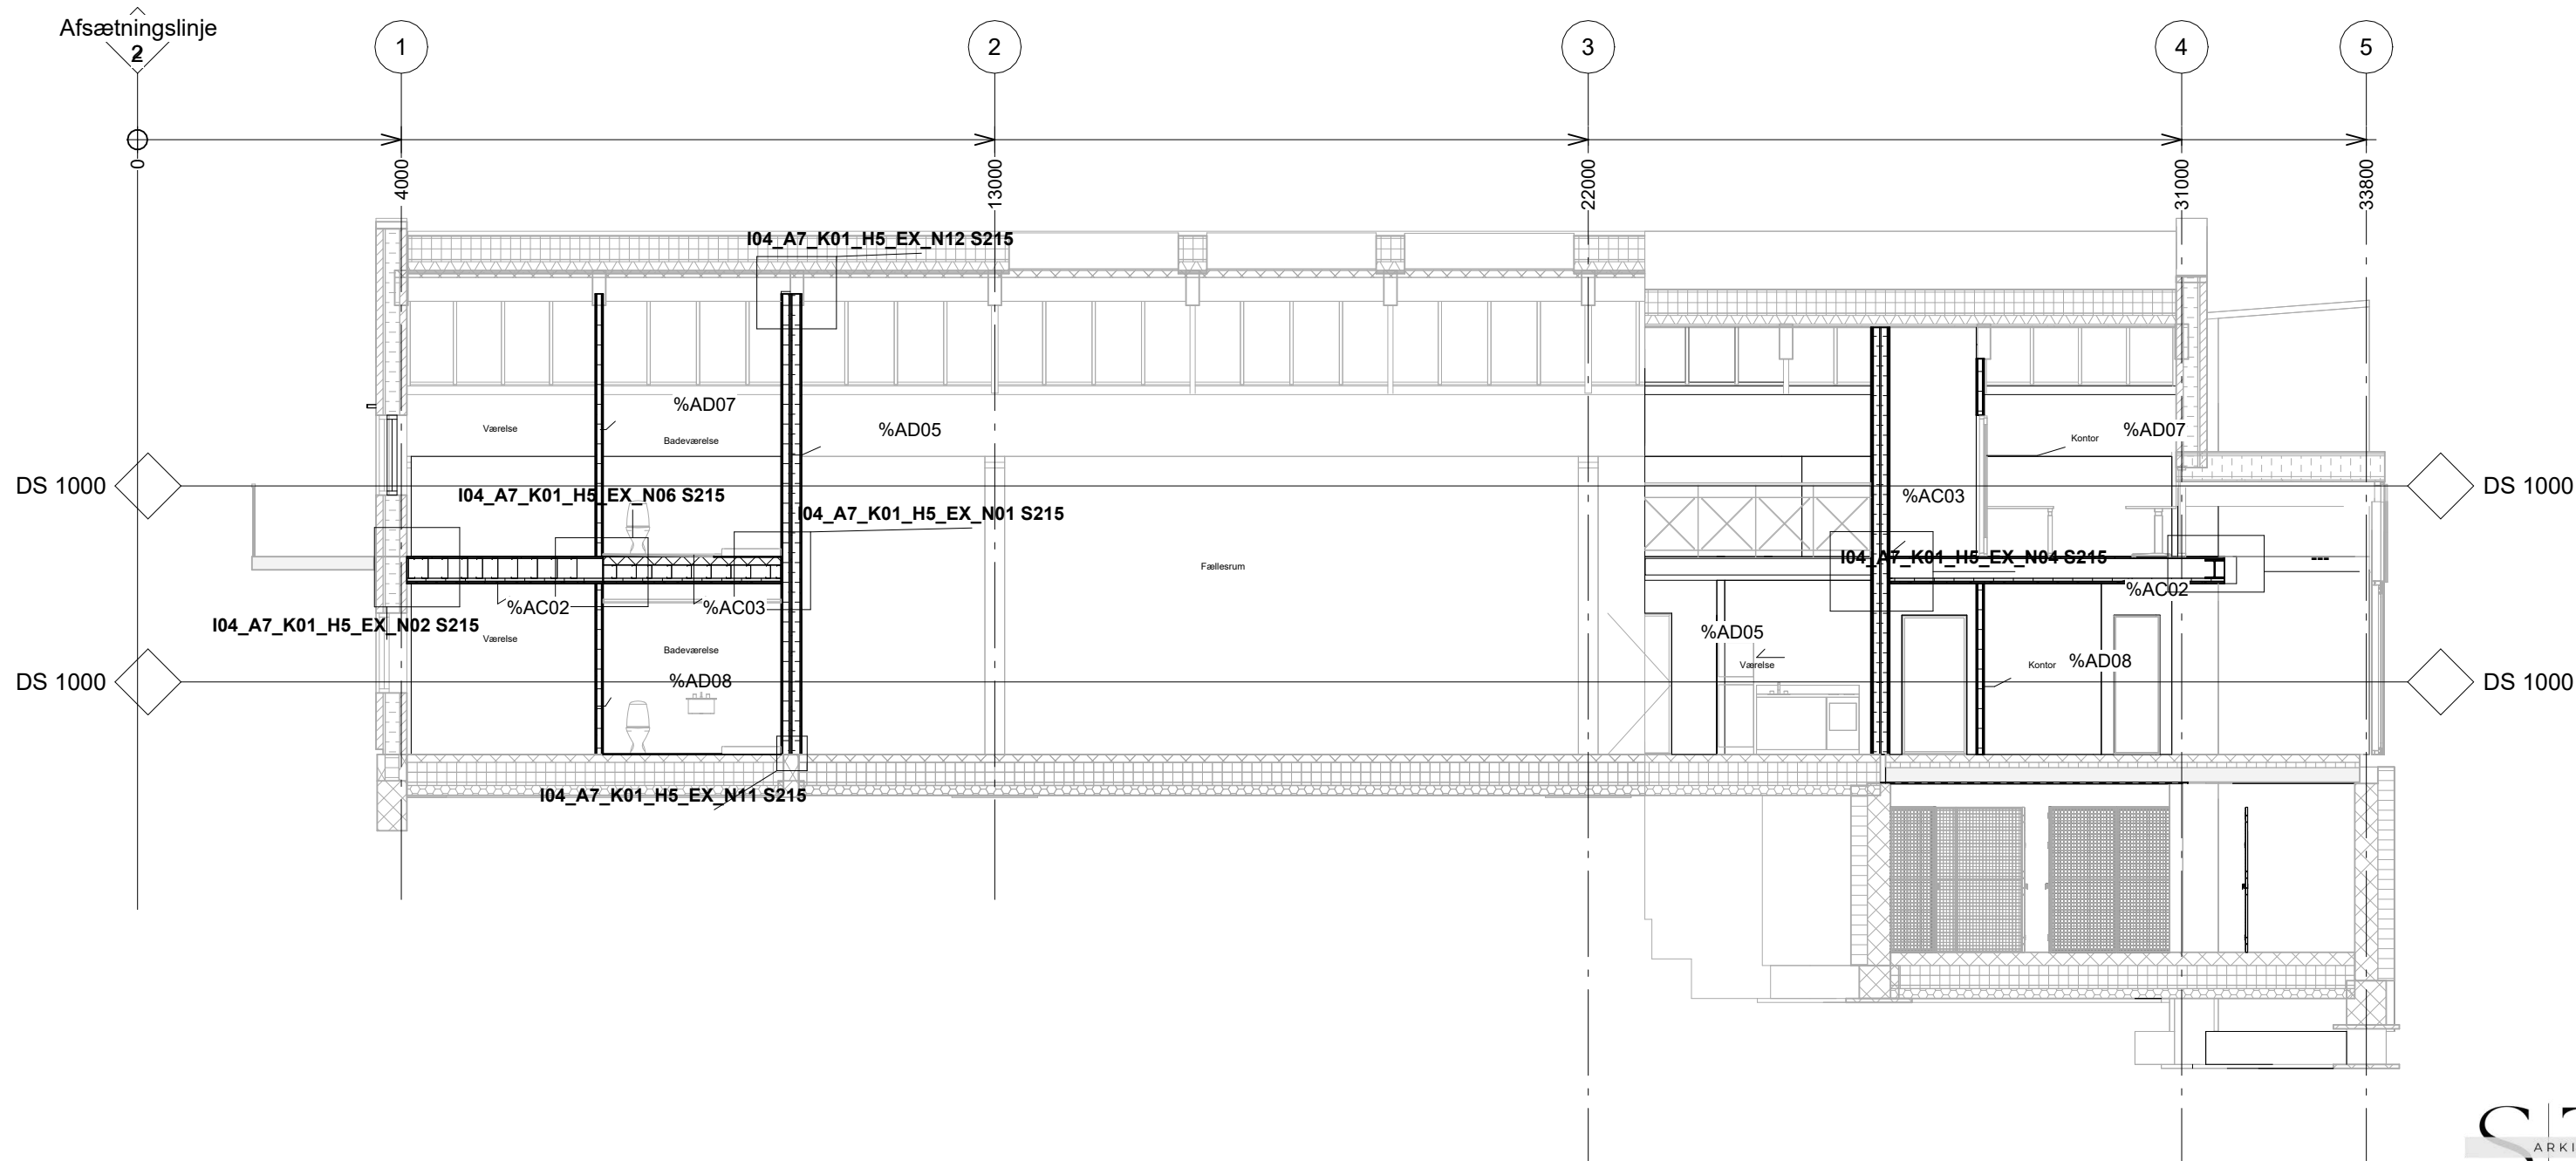 Afsætningslinje
2
1
2
3
4
5
0
4000
13000
22000
31000
33800
I04_A7_K01_H5_EX_N12 S215
%AD07
Værelse
Badeværelse
%AD05
Kontor
%AD07
DS 1000
DS 1000
I04_A7_K01_H5_EX_N06 S215
%AC03
I04_A7_K01_H5_EX_N01 S215
I04_A7_K01_H5_EX_N04 S215
---
Fællesrum
%AC02
%AC02
%AC03
I04_A7_K01_H5_EX_N02 S215
Værelse
Badeværelse
%AD05
Værelse
Kontor
%AD08
%AD08
DS 1000
DS 1000
I04_A7_K01_H5_EX_N11 S215